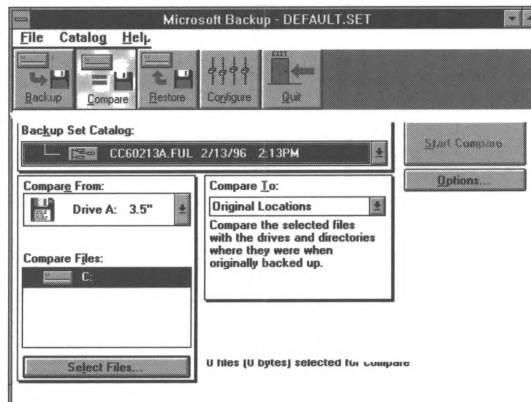 Microsoft Backup - DEFAULT.SET
File Catalog Help
Backup Compare Restore Configure Quit
EXIT
Backup Set Catalog:
CC60213A.FUL 2/13/96 2:13PM
Start Compare
Options...
Compare From:
Drive A: 3.5"
Compare To:
Original Locations
Compare the selected files
with the drives and directories
where they were when
originally backed up.
Compare Files:
C:
Select Files...
0 files (0 bytes) selected for compare